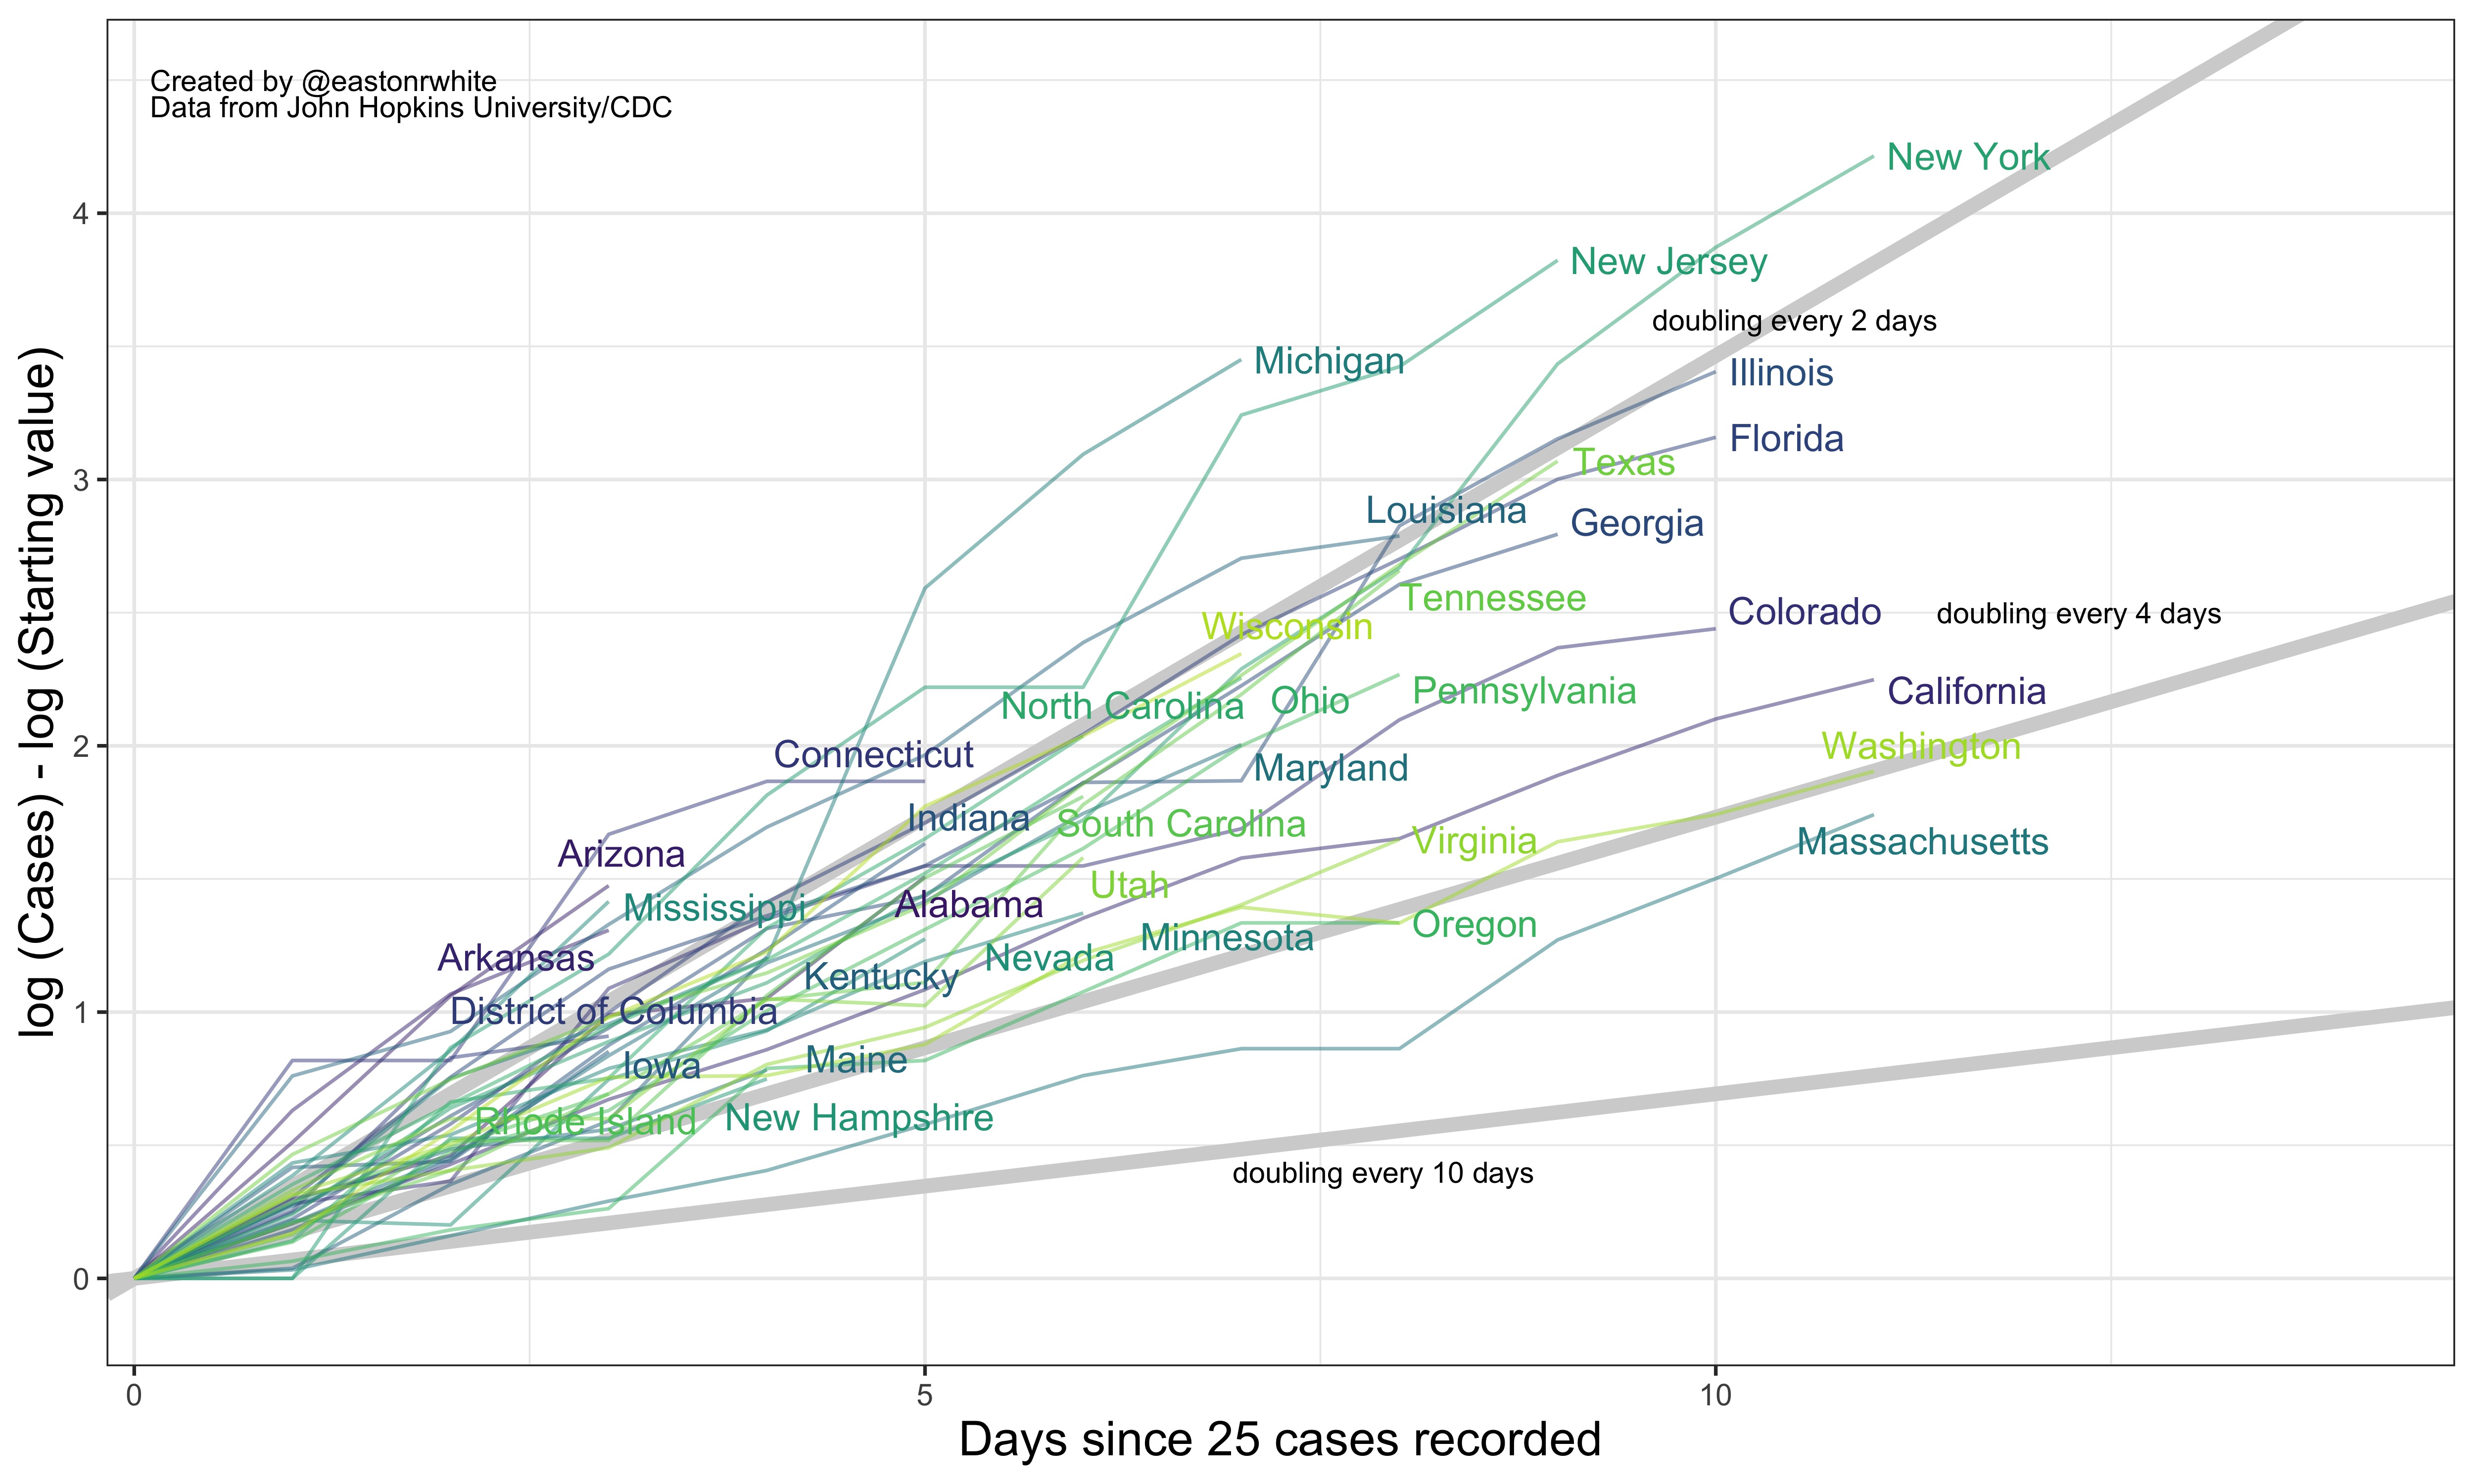 Created by @eastonrwhite
Data from John Hopkins University/CDC
New York
New Jersey
doubling every 2 days
Michigan
Illinois
Florida
Texas
Louisiana
Georgia
Tennessee
Colorado
doubling every 4 days
Wisconsin
Pennsylvania
California
North Carolina
Ohio
Washington
Connecticut
Maryland
Indiana
South Carolina
Virginia
Massachusetts
Arizona
Utah
Mississippi
Alabama
Oregon
Minnesota
Arkansas
Nevada
Kentucky
District of Columbia
Maine
Iowa
Rhode Island
New Hampshire
doubling every 10 days
4
3
2
1
0
log (Cases) - log (Starting value)
0 5 10
Days since 25 cases recorded